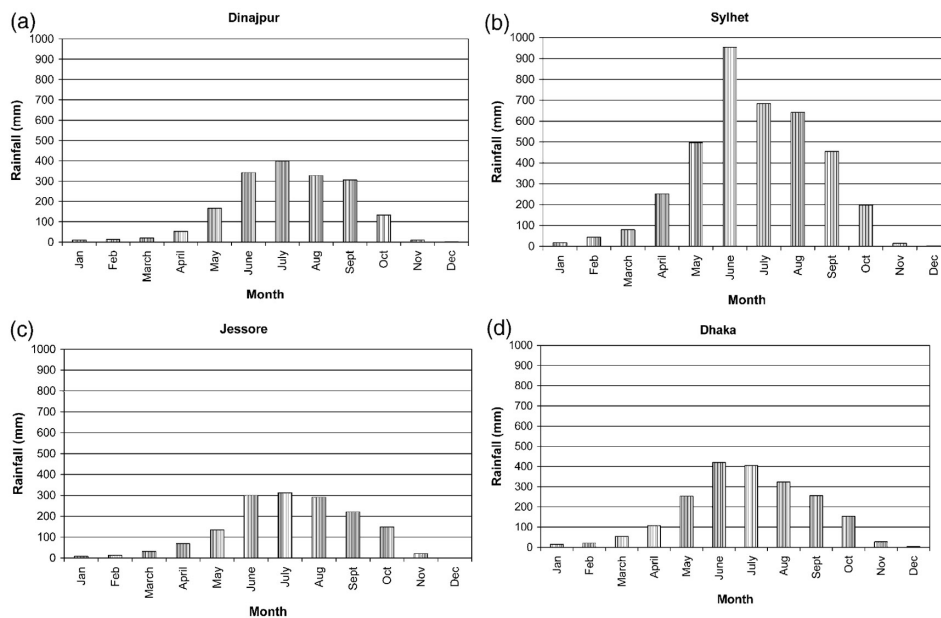 (a)
Dinajpur
Rainfall (mm)
1000
900
800
700
600
500
400
300
200
100
0
Jan
Feb
March
April
May
June
July
Aug
Sept
Oct
Nov
Dec
Month
(b)
Sylhet
Rainfall (mm)
1000
900
800
700
600
500
400
300
200
100
0
Jan
Feb
March
April
May
June
July
Aug
Sept
Oct
Nov
Dec
Month
(c)
Jessore
Rainfall (mm)
1000
900
800
700
600
500
400
300
200
100
0
Jan
Feb
March
April
May
June
July
Aug
Sept
Oct
Nov
Dec
Month
(d)
Dhaka
Rainfall (mm)
1000
900
800
700
600
500
400
300
200
100
0
Jan
Feb
March
April
May
June
July
Aug
Sept
Oct
Nov
Dec
Month